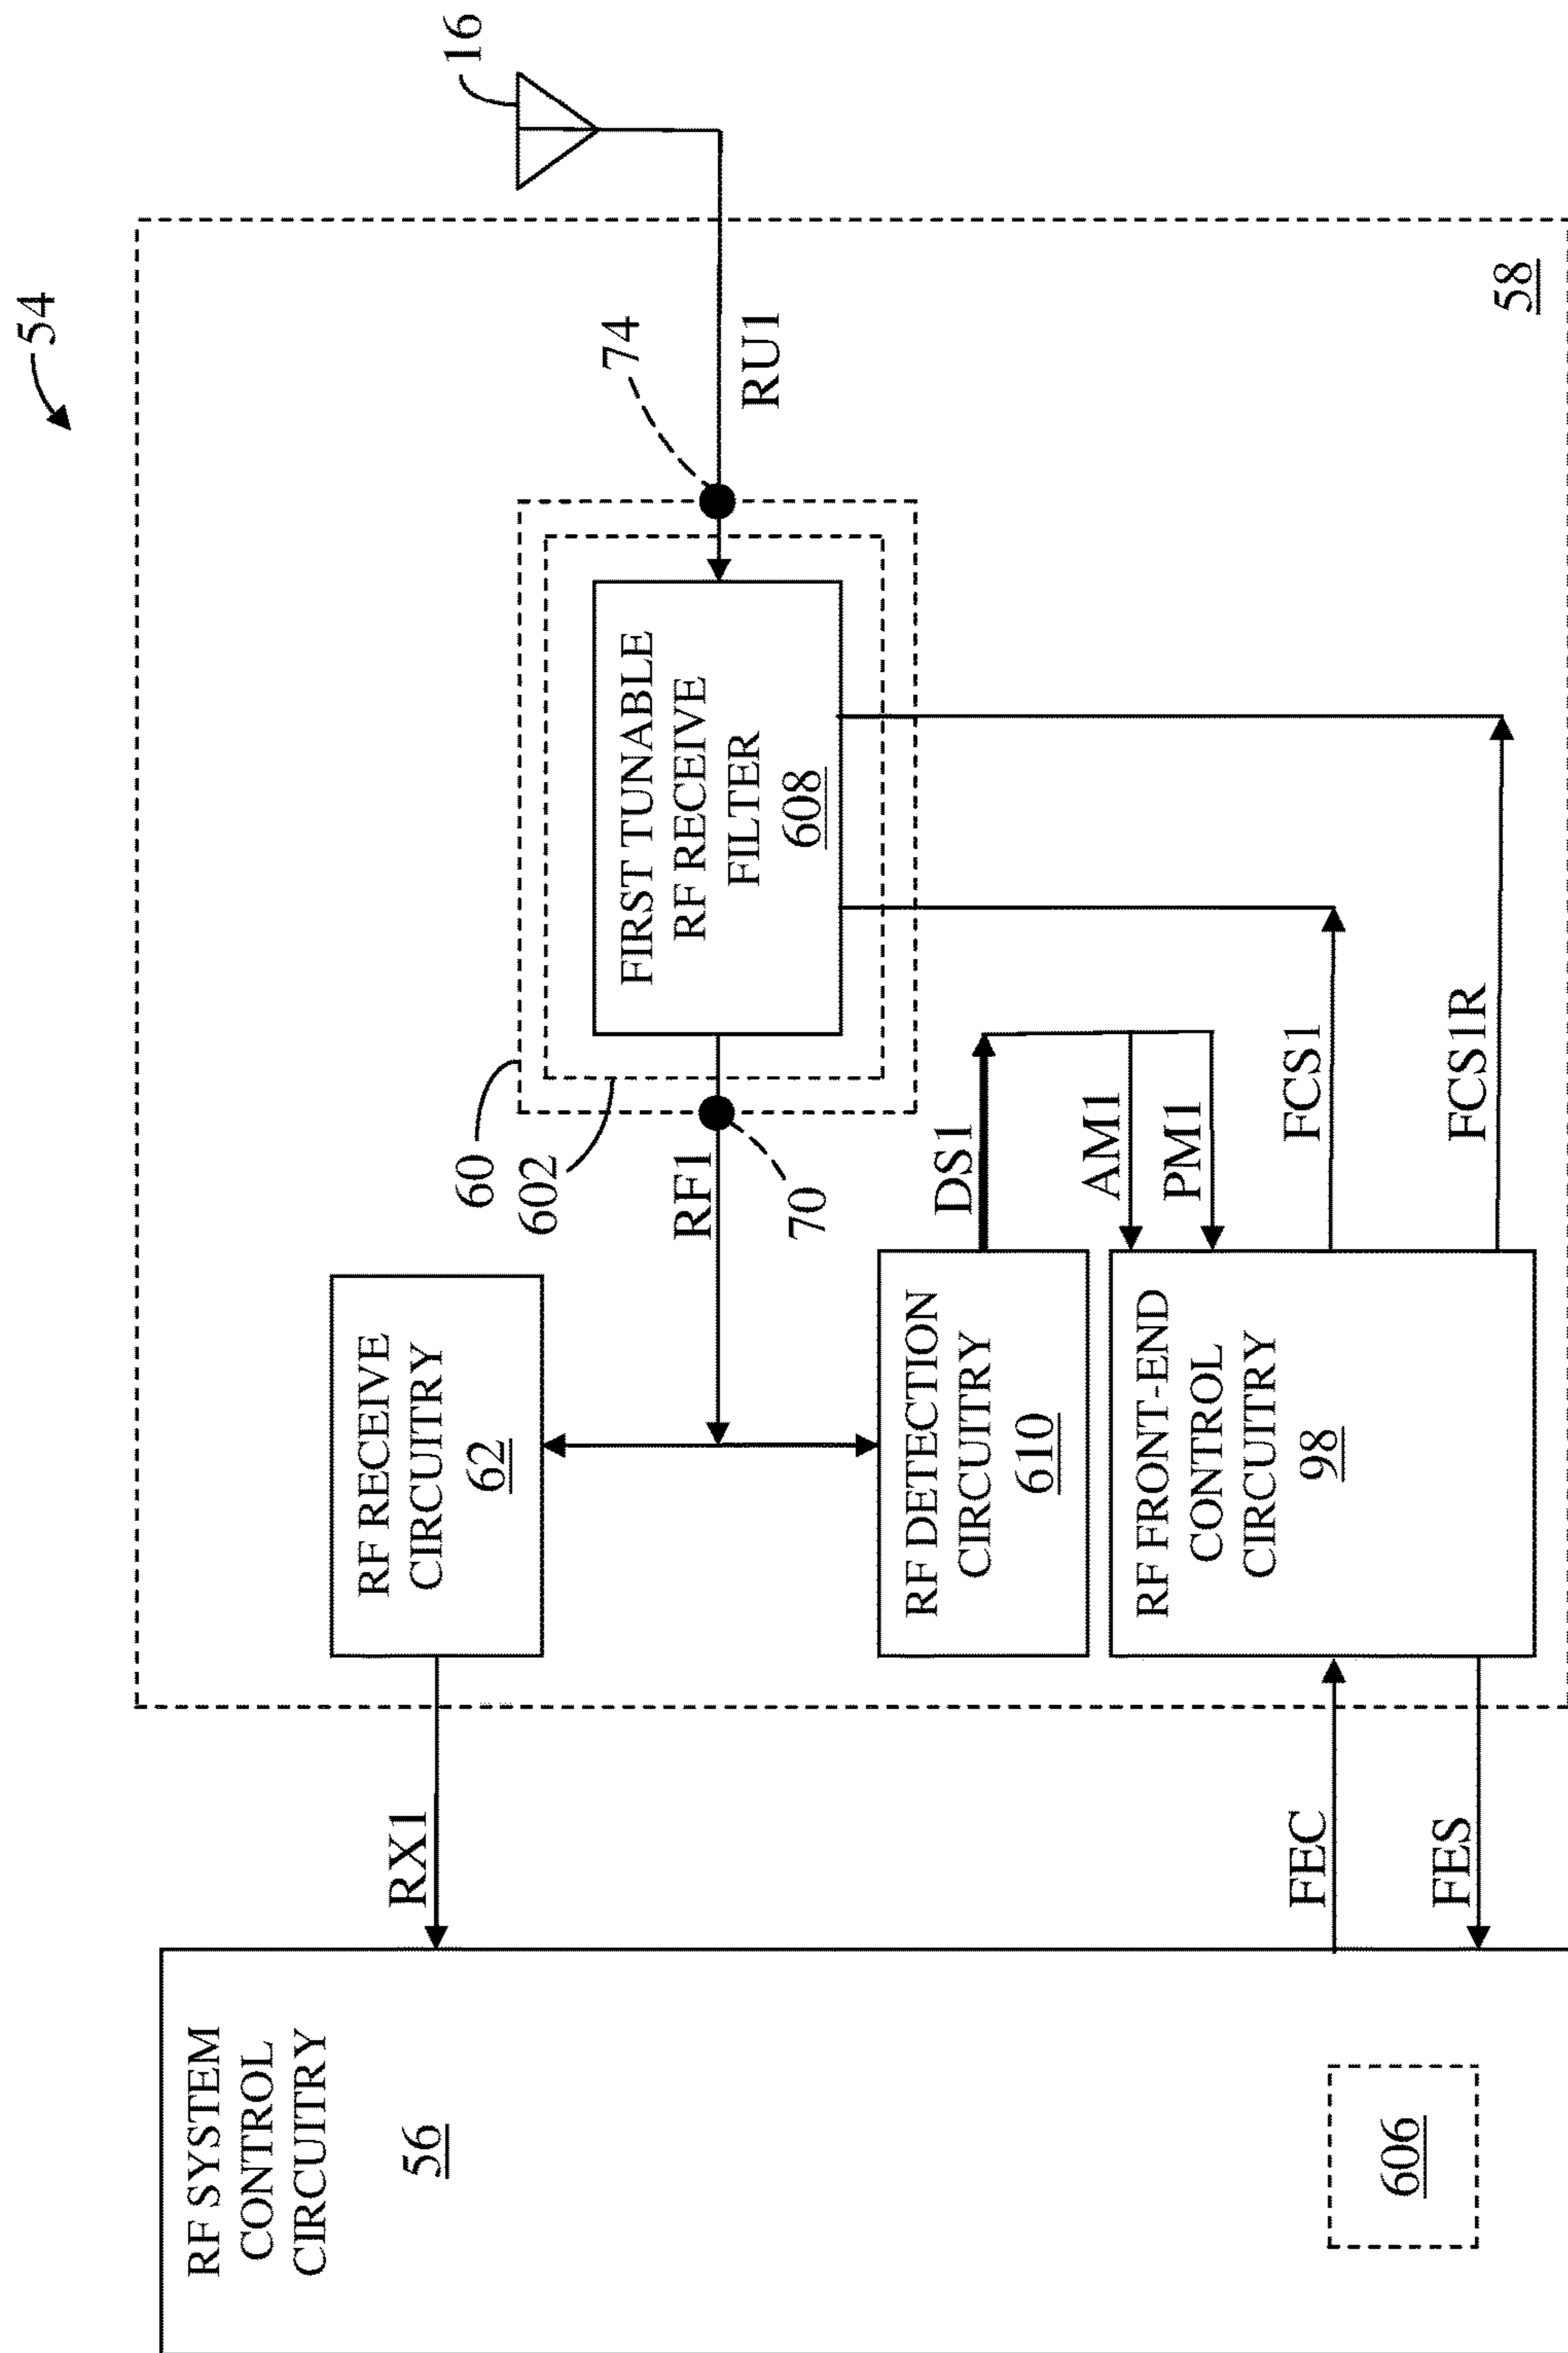 54
16
RF SYSTEM
CONTROL
CIRCUITRY
56
606
RX1
FEC
FES
RF RECEIVE
CIRCUITRY
62
RF1
70
60
602
FIRST TUNABLE
RF RECEIVE
FILTER
608
74
RU1
RF DETECTION
CIRCUITRY
610
DS1
AM1
PM1
RF FRONT-END
CONTROL
CIRCUITRY
98
FCS1
FCS1R
58